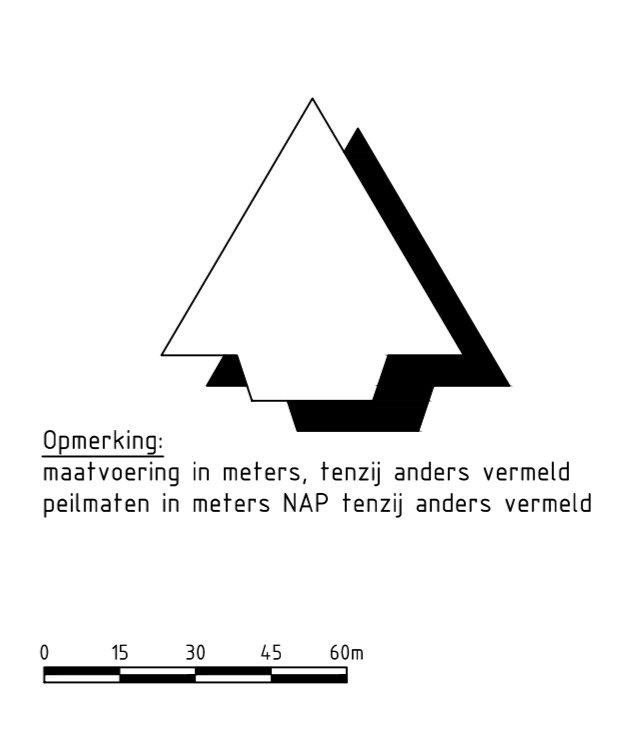 Opmerking:
maatvoering in meters, tenzij anders vermeld
peilmaten in meters NAP tenzij anders vermeld
0 15 30 45 60m